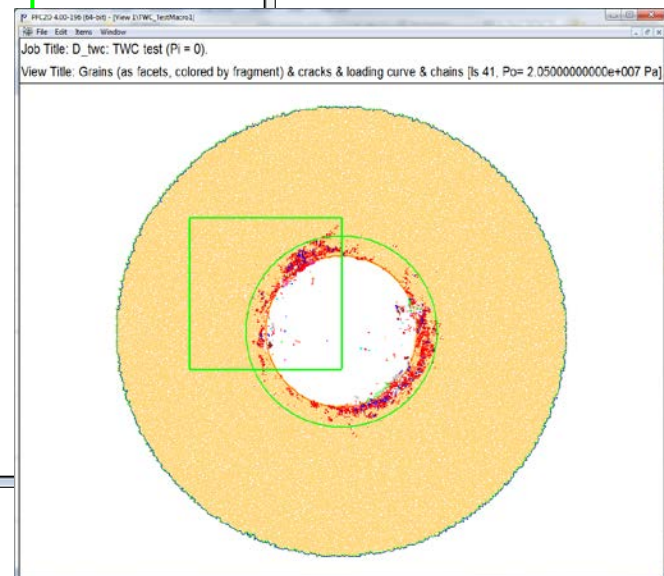 PFC2D 4.00-196 (64-bit) - [View D:TWC_TestMacro1]
File Edit Items Window
Job Title: D_twc: TWC test (Pi = 0).
View Title: Grains (as facets, colored by fragment) & cracks & loading curve & chains [ls 41, Po= 2.05000000000e+007 Pa]